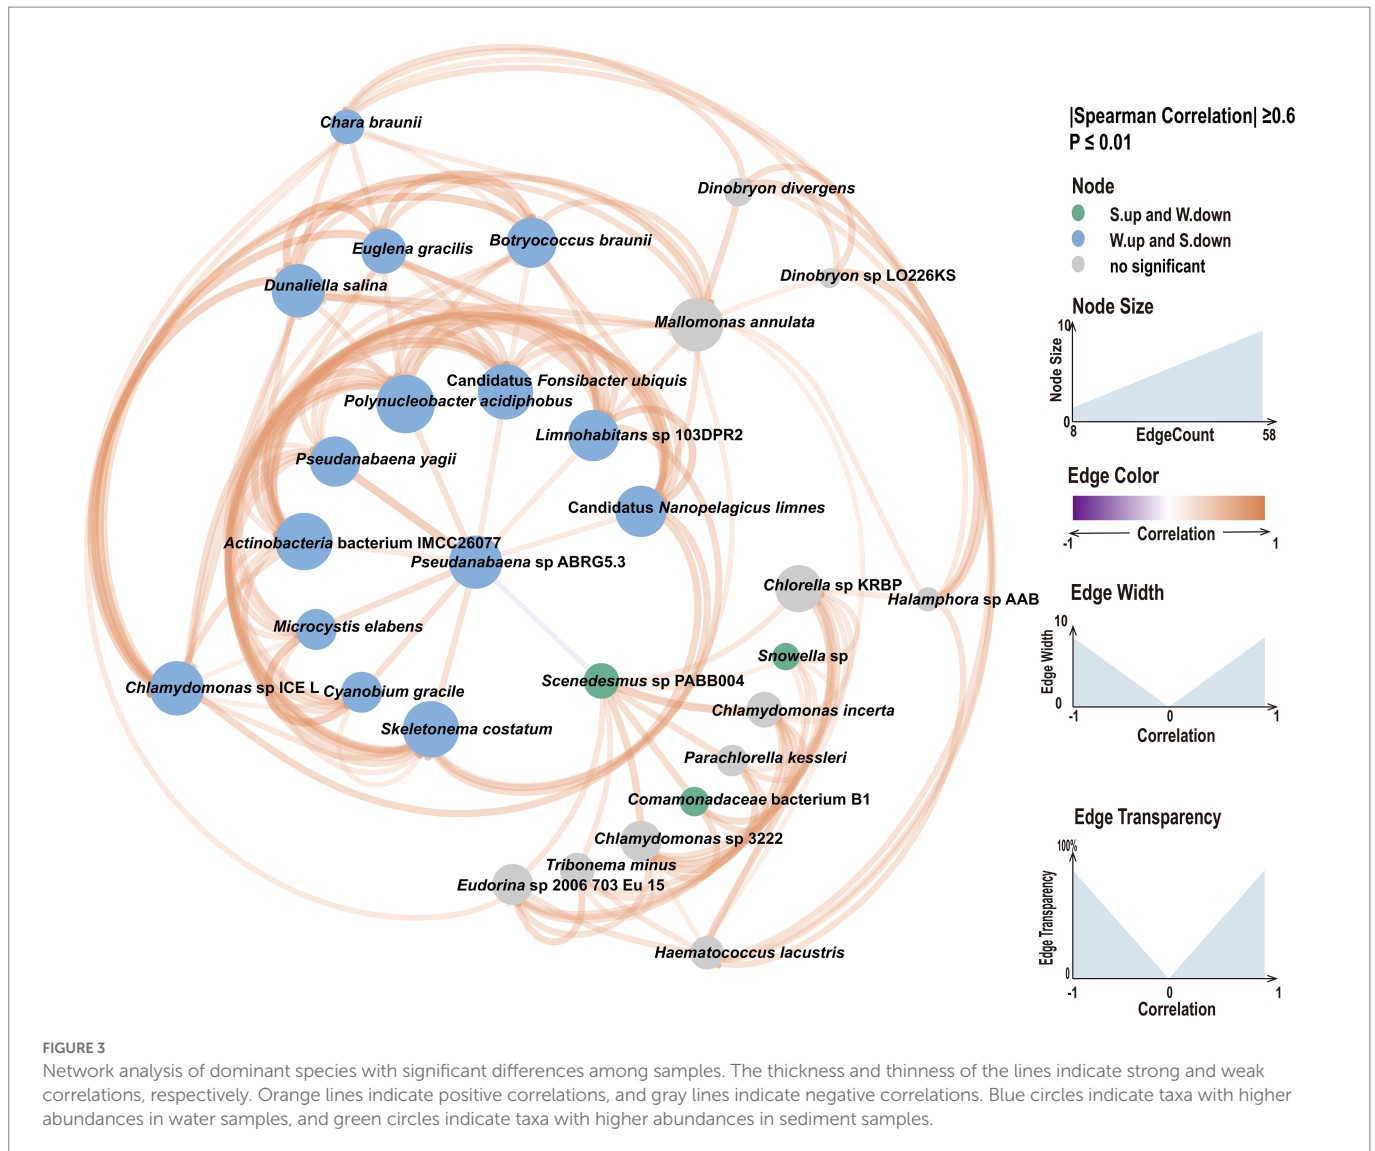 Chara braunii
Dinobryon divergens
Euglena gracilis
Botryococcus braunii
Dinobryon sp LO226KS
Dunaliella salina
Mallomonas annulata
Candidatus Fonsibacter ubiquis
Polynucleobacter acidiphobus
Limnohabitans sp 103DPR2
Pseudanabaena yagii
Candidatus Nanopelagicus limnes
Actinobacteria bacterium IMCC26077
Pseudanabaena sp ABRG5.3
Chlorella sp KRBP
Halamphora sp AAB
Microcystis elabens
Snowella sp
Scenedesmus sp PABB004
Chlamydomonas sp ICE L
Cyanobium gracile
Chlamydomonas incerta
Skeletonema costatum
Parachlorella kessleri
Comamonadaceae bacterium B1
Chlamydomonas sp 3222
Tribonema minus
Eudorina sp 2006 703 Eu 15
Haematococcus lacustris
|Spearman Correlation| ≥0.6
P ≤ 0.01
Node
S.up and W.down
W.up and S.down
no significant
Node Size
10
Node Size
0
8
EdgeCount
58
Edge Color
-1
Correlation
1
Edge Width
10
Edge Width
0
-1
0
1
Correlation
Edge Transparency
100%
Edge Transparency
0
-1
0
1
Correlation
FIGURE 3
Network analysis of dominant species with significant differences among samples. The thickness and thinness of the lines indicate strong and weak
correlations, respectively. Orange lines indicate positive correlations, and gray lines indicate negative correlations. Blue circles indicate taxa with higher
abundances in water samples, and green circles indicate taxa with higher abundances in sediment samples.